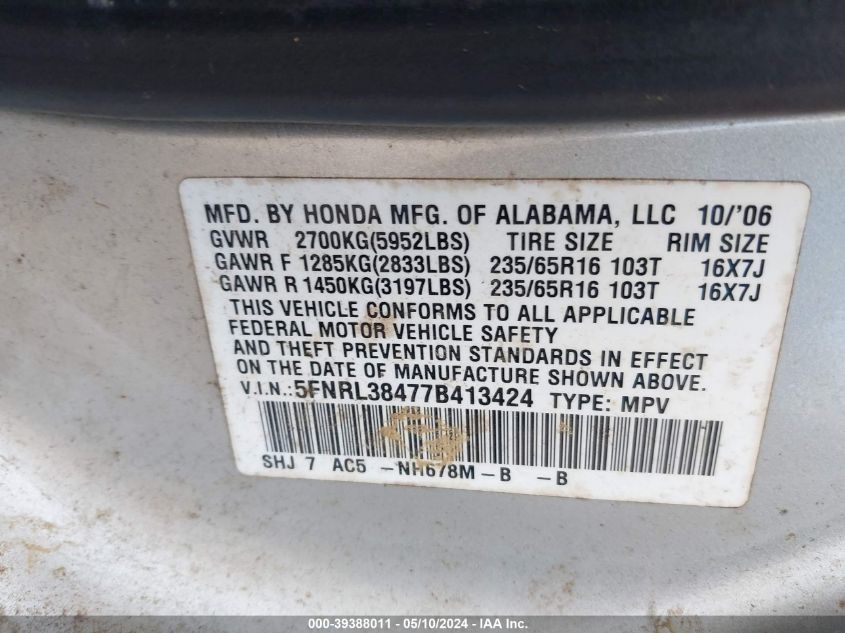 MFD. BY HONDA MFG. OF ALABAMA, LLC 10/'06
GVWR 2700KG(5952LBS) TIRE SIZE RIM SIZE
GAWR F 1285KG(2833LBS) 235/65R16 103T 16X7J
GAWR R 1450KG(3197LBS) 235/65R16 103T 16X7J
THIS VEHICLE CONFORMS TO ALL APPLICABLE
FEDERAL MOTOR VEHICLE SAFETY
AND THEFT PREVENTION STANDARDS IN EFFECT
ON THE DATE OF MANUFACTURE SHOWN ABOVE.
V.I.N.: 5FNRL38477B413424 TYPE: MPV
SHJ 7 AC5 -NH678M-B -B
000-39388011 - 05/10/2024 - IAA Inc.